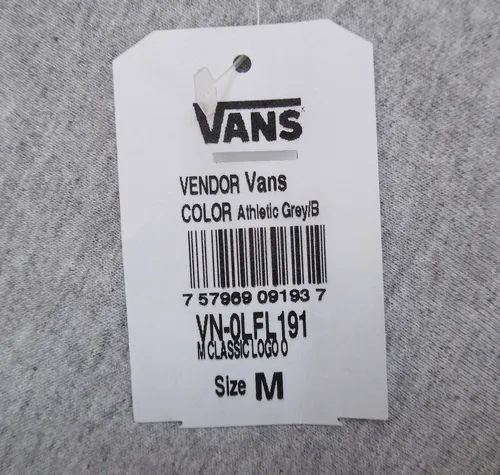 VANS
VENDOR Vans
COLOR Athletic Grey/B
7 57969 09193 7
VN-0LFL191
M CLASSIC LOGO O
Size M